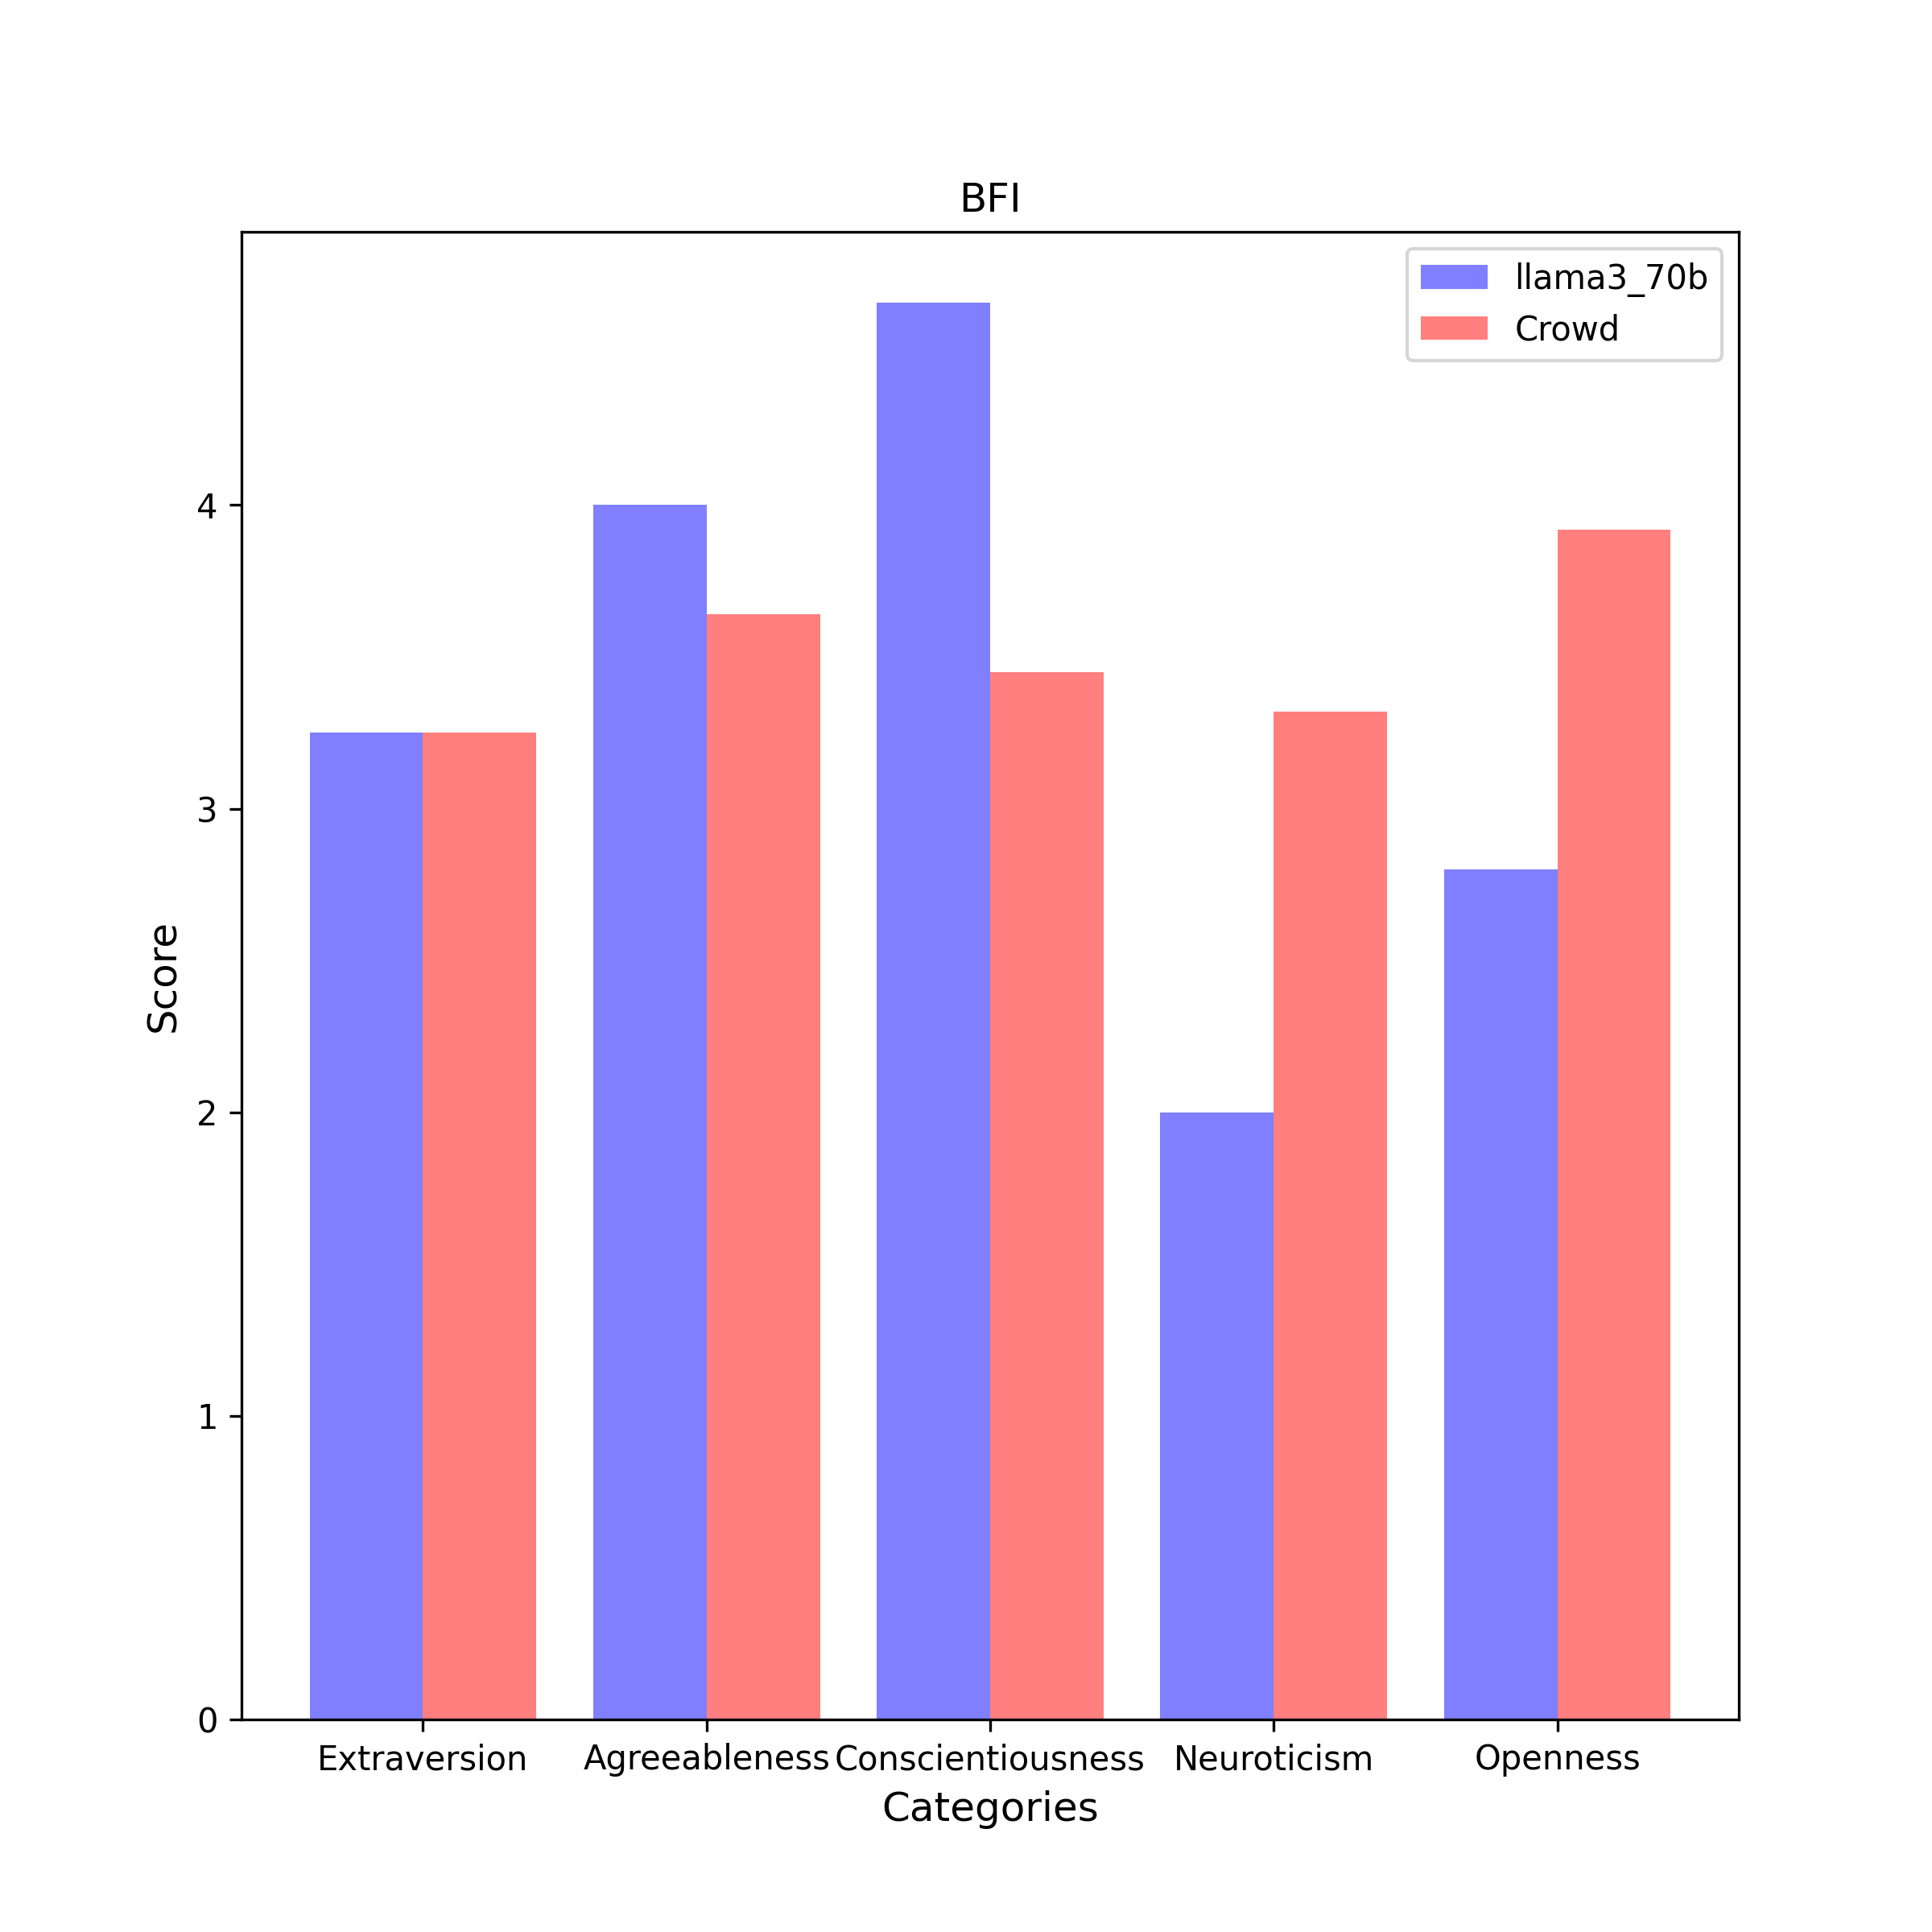 BFI
llama3_70b
Crowd
4
3
2
1
0
Score
Extraversion Agreeableness Conscientiousness Neuroticism Openness
Categories